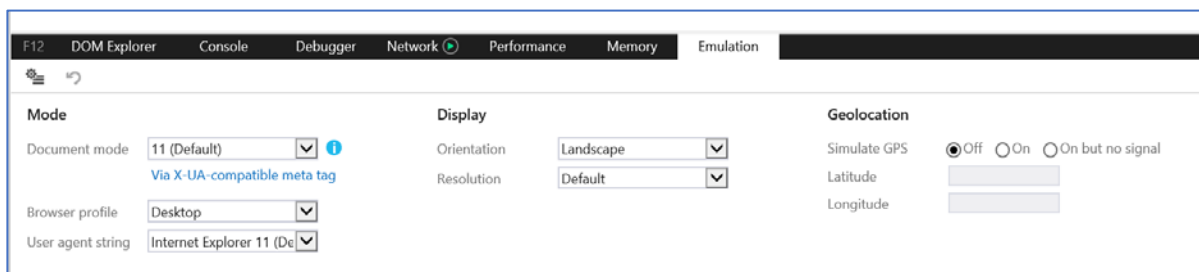 F12 DOM Explorer Console Debugger Network Performance Memory Emulation
Mode Display Geolocation
Document mode 11 (Default) Orientation Landscape Simulate GPS Off On On but no signal
Via X-UA-compatible meta tag Resolution Default Latitude
Browser profile Desktop Longitude
User agent string Internet Explorer 11 (De